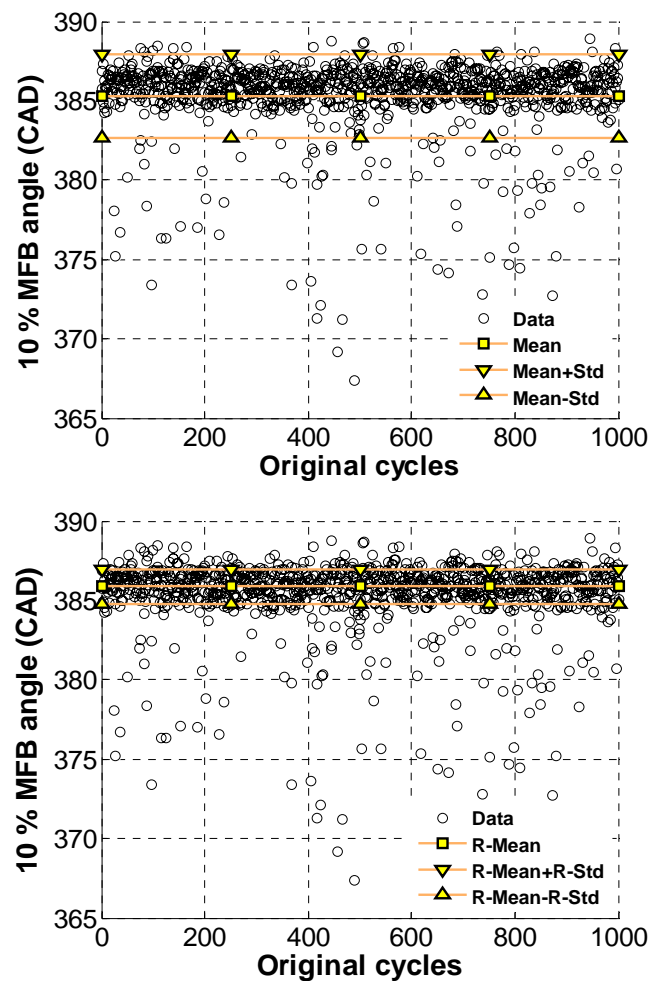 390
385
380
375
370
365
10 % MFB angle (CAD)
Data
Mean
Mean+Std
Mean-Std
0 200 400 600 800 1000
Original cycles
390
385
380
375
370
365
10 % MFB angle (CAD)
Data
R-Mean
R-Mean+R-Std
R-Mean-R-Std
0 200 400 600 800 1000
Original cycles